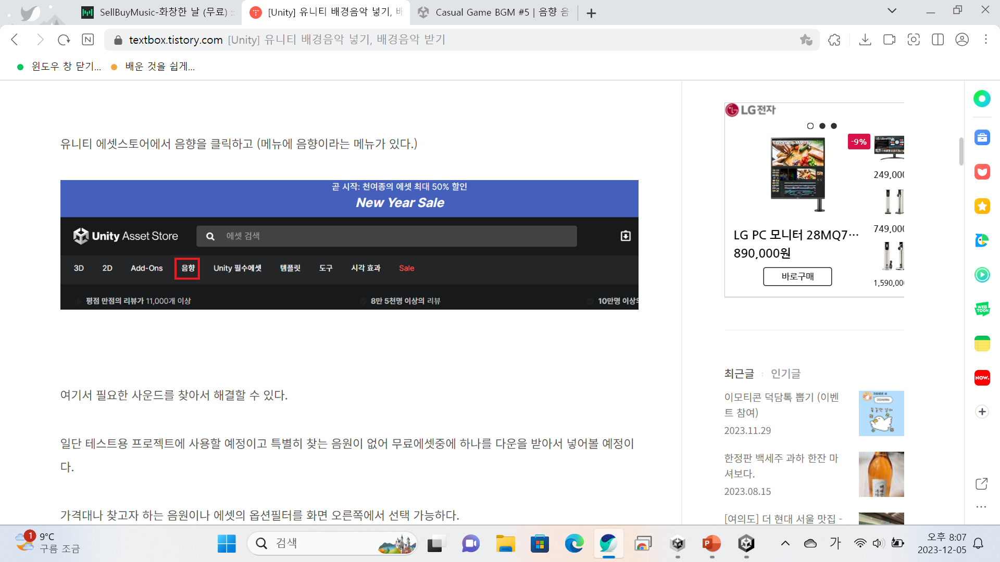 SellBuyMusic-화창한 날 (무료) :
[Unity] 유니티 배경음악 넣기, 배
Casual Game BGM #5 | 음향 음
textbox.tistory.com [Unity] 유니티 배경음악 넣기, 배경음악 받기
윈도우 창 닫기...
배운 것을 쉽게...
유니티 에셋스토어에서 음향을 클릭하고 (메뉴에 음향이라는 메뉴가 있다.)
곧 시작: 천여종의 에셋 최대 50% 할인
New Year Sale
Unity Asset Store
에셋 검색
3D 2D Add-Ons 음향 Unity 필수에셋 템플릿 도구 시각 효과 Sale
평점 만점의 리뷰가 11,000개 이상
8만 5천명 이상의 리뷰
10만명 이상의
여기서 필요한 사운드를 찾아서 해결할 수 있다.
일단 테스트용 프로젝트에 사용할 예정이고 특별히 찾는 음원이 없어 무료에셋중에 하나를 다운을 받아서 넣어볼 예정이
다.
가격대나 찾고자 하는 음원이나 에셋의 옵션필터를 화면 오른쪽에서 선택 가능하다.
LG전자
LG DualUp Monitor
LG UltraWide
-9%
249,000
749,000
LG PC 모니터 28MQ7...
890,000원
바로구매
1,590,000
최근글 인기글
이모티콘 덕담톡 뽑기 (이벤
트 참여)
2023.11.29
한정판 백세주 과하 한잔 마
셔보다.
2023.08.15
[여의도] 더 현대 서울 맛집 -
WEB
TOON
NOW.
1
9°C
구름 조금
검색
P
가
오후 8:07
2023-12-05